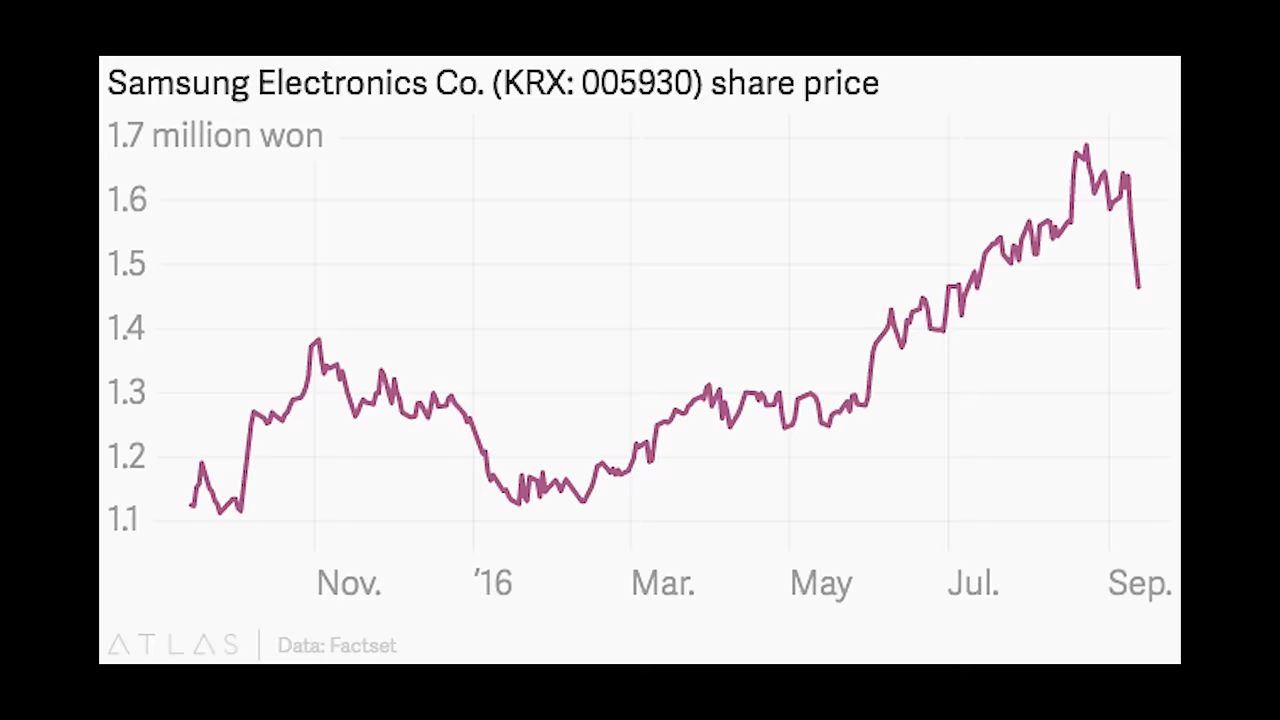 Samsung Electronics Co. (KRX: 005930) share price
1.7 million won
1.6
1.5
1.4
1.3
1.2
1.1
Nov. '16 Mar. May Jul. Sep.
ATLAS | Data: Factset